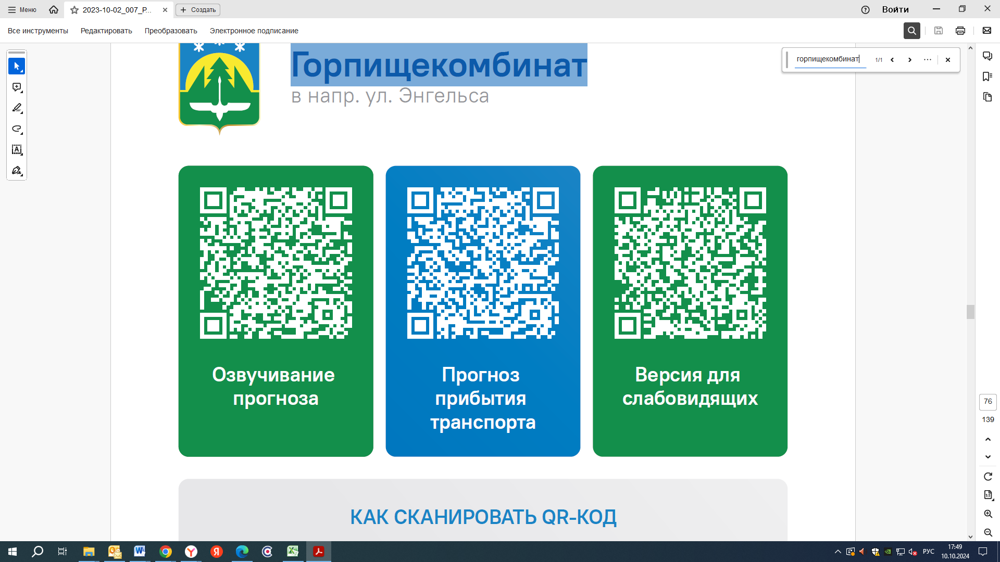 Меню
2023-10-02_007_P...
Создать
Войти
Все инструменты
Редактировать
Преобразовать
Электронное подписание
горпищекомбинат
1/1
Горпищекомбинат
в напр. ул. Энгельса
Озвучивание
прогноза
Прогноз
прибытия
транспорта
Версия для
слабовидящих
КАК СКАНИРОВАТЬ QR-КОД
76
139
1:1
РУС
17:49
10.10.2024